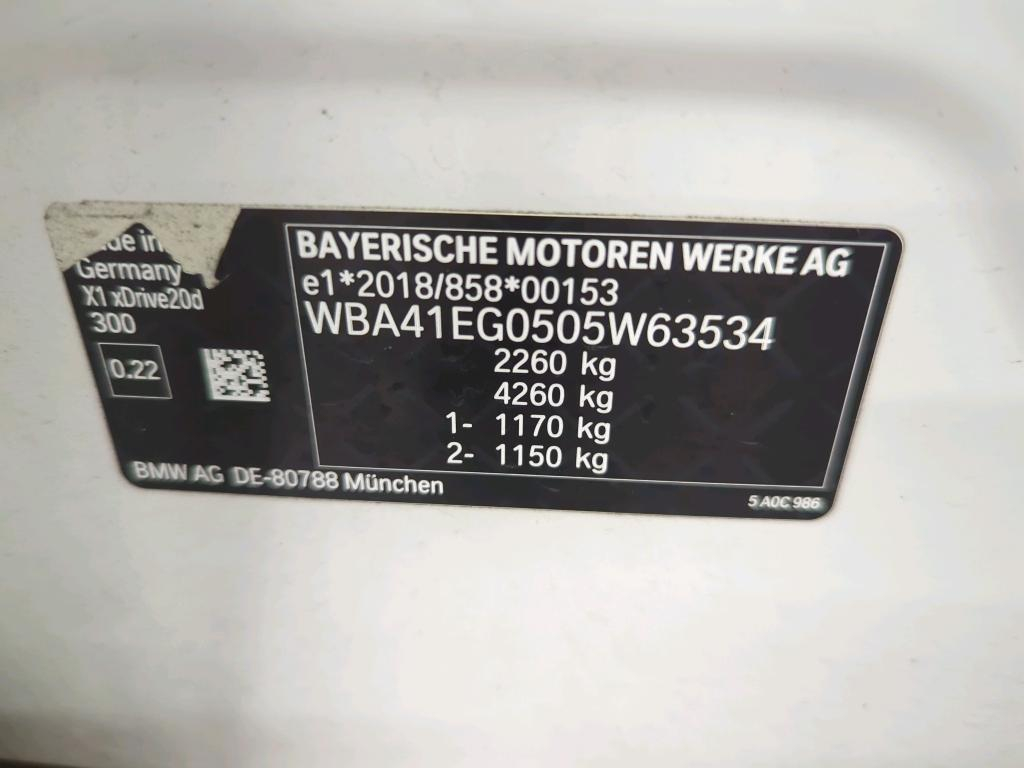 in
Germany
X1 xDrive20d
300
0.22
BAYERISCHE MOTOREN WERKE AG
e1*2018/858*00153
WBA41EG0505W63534
2260 kg
4260 kg
1- 1170 kg
2- 1150 kg
BMW AG DE-80788 München
5 A0C 986